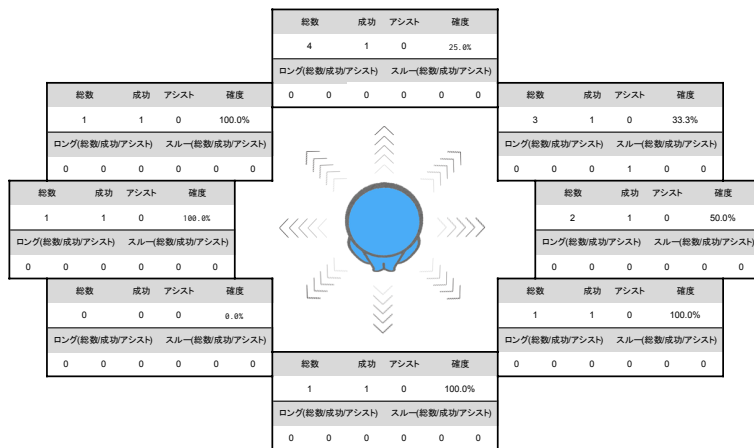 総数 成功 アシスト 確度
4 1 0 25.0%
ロング(総数/成功/アシスト) スルー(総数/成功/アシスト)
0 0 0 0 0 0
総数 成功 アシスト 確度
1 1 0 100.0%
ロング(総数/成功/アシスト) スルー(総数/成功/アシスト)
0 0 0 0 0 0
総数 成功 アシスト 確度
3 1 0 33.3%
ロング(総数/成功/アシスト) スルー(総数/成功/アシスト)
0 0 0 1 0 0
総数 成功 アシスト 確度
1 1 0 100.0%
ロング(総数/成功/アシスト) スルー(総数/成功/アシスト)
0 0 0 0 0 0
総数 成功 アシスト 確度
2 1 0 50.0%
ロング(総数/成功/アシスト) スルー(総数/成功/アシスト)
0 0 0 0 0 0
総数 成功 アシスト 確度
0 0 0 0.0%
ロング(総数/成功/アシスト) スルー(総数/成功/アシスト)
0 0 0 0 0 0
総数 成功 アシスト 確度
1 1 0 100.0%
ロング(総数/成功/アシスト) スルー(総数/成功/アシスト)
0 0 0 0 0 0
総数 成功 アシスト 確度
1 1 0 100.0%
ロング(総数/成功/アシスト) スルー(総数/成功/アシスト)
0 0 0 0 0 0